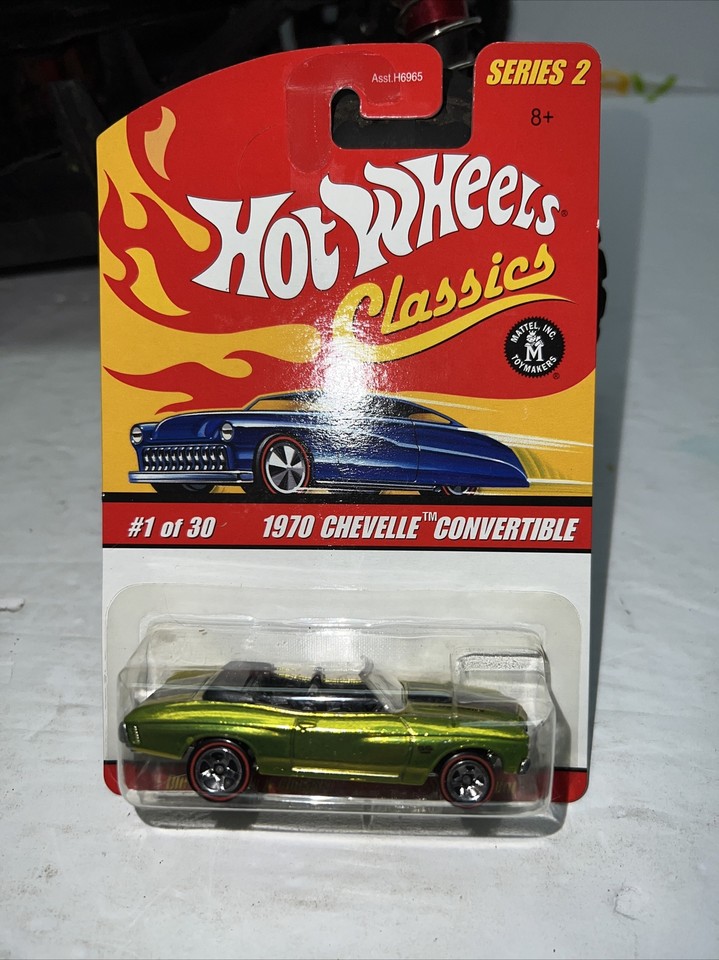 Asst.H6965
SERIES 2
8+
HOT WHEELS®
Classics
MATTEL, INC.
M
TOYMAKERS
®
#1 of 30
1970 CHEVELLE™ CONVERTIBLE